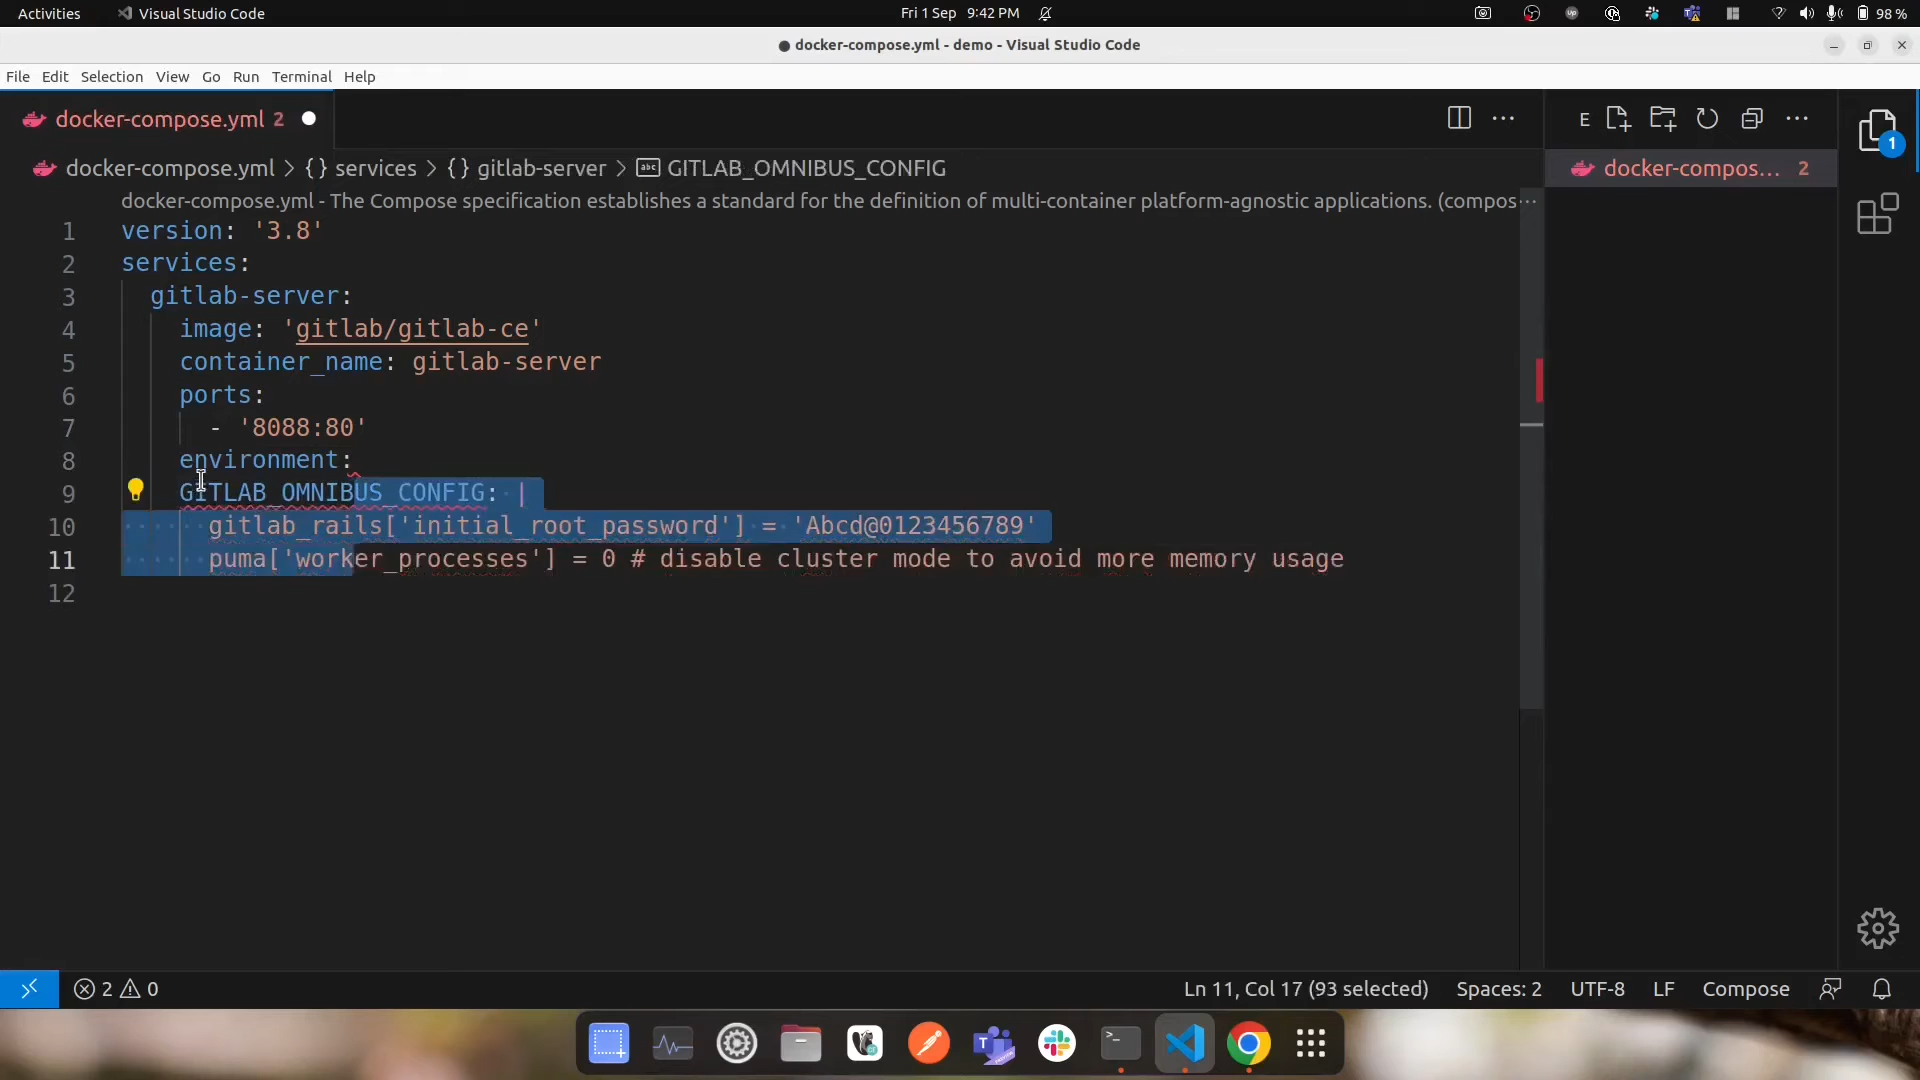 Activities Visual Studio Code Fri 1 Sep 9:42 PM 98 %
docker-compose.yml - demo - Visual Studio Code
File Edit Selection View Go Run Terminal Help
docker-compose.yml 2 E
docker-compose.yml > {} services > {} gitlab-server > abc GITLAB_OMNIBUS_CONFIG docker-compos... 2 1
docker-compose.yml - The Compose specification establishes a standard for the definition of multi-container platform-agnostic applications. (compos...
1 version: '3.8'
2 services:
3 gitlab-server:
4 image: 'gitlab/gitlab-ce'
5 container_name: gitlab-server
6 ports:
7 - '8088:80'
8 environment:
9 GITLAB_OMNIBUS_CONFIG: |
10 gitlab_rails['initial_root_password'] = 'Abcd@0123456789'
11 puma['worker_processes'] = 0 # disable cluster mode to avoid more memory usage
12
2 0 Ln 11, Col 17 (93 selected) Spaces: 2 UTF-8 LF Compose